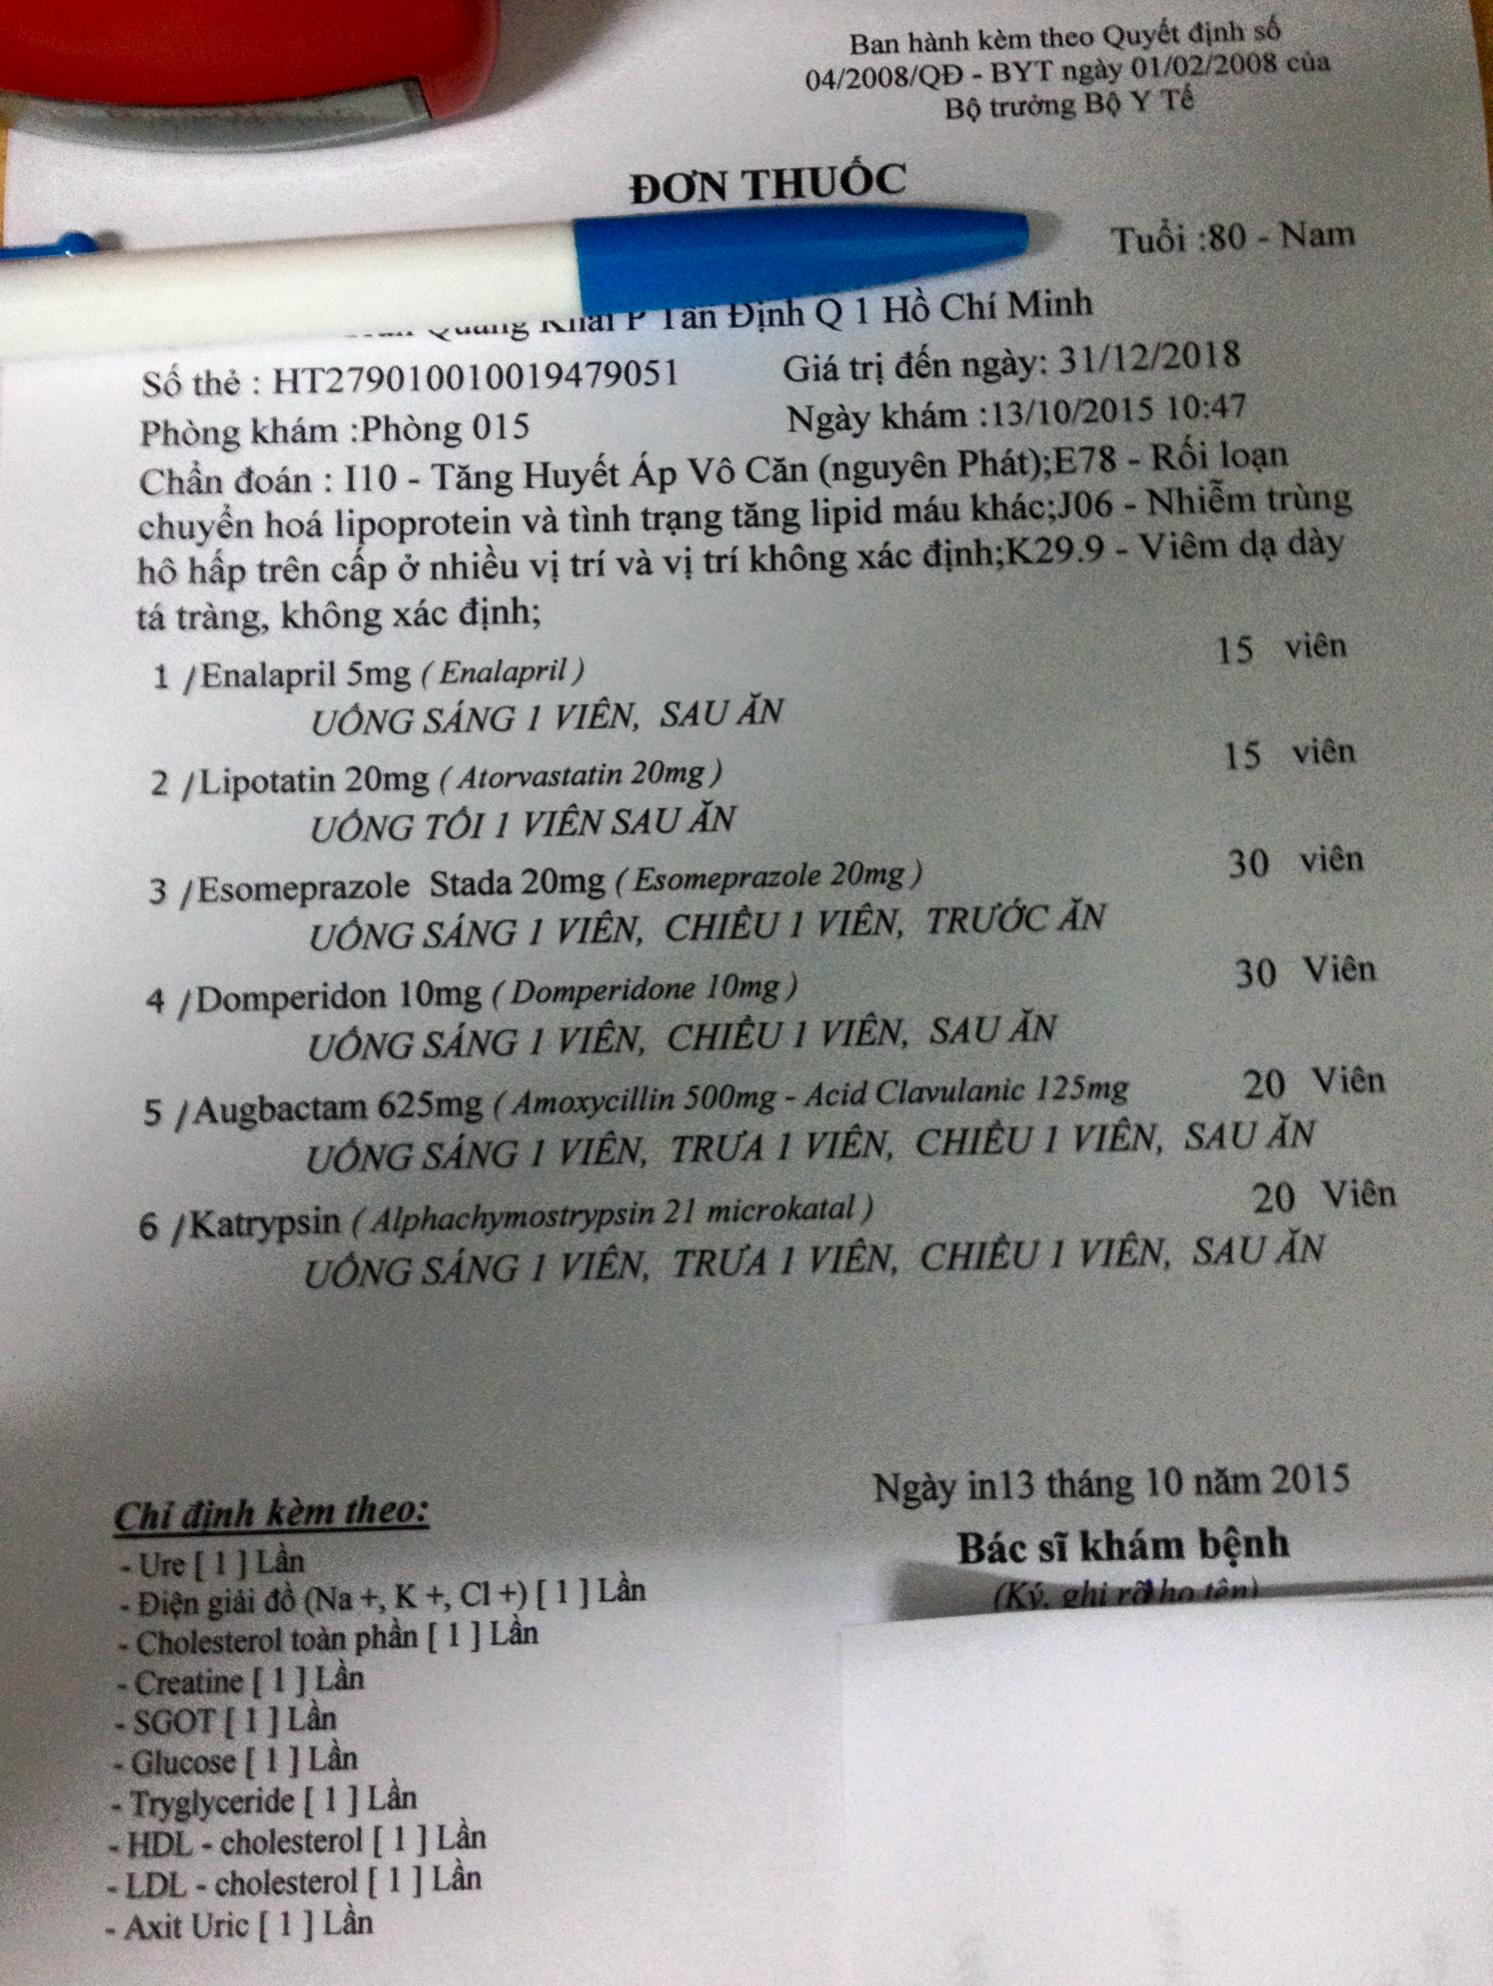 Ban hành kèm theo Quyết định số
04/2008/QĐ - BYT ngày 01/02/2008 của
Bộ trưởng Bộ Y Tế
ĐƠN THUỐC
Tuổi :80 - Nam
Quang Khải P Tân Định Q 1 Hồ Chí Minh
Số thẻ : HT279010010019479051 Giá trị đến ngày: 31/12/2018
Phòng khám :Phòng 015 Ngày khám :13/10/2015 10:47
Chẩn đoán : I10 - Tăng Huyết Áp Vô Căn (nguyên Phát);E78 - Rối loạn
chuyển hoá lipoprotein và tình trạng tăng lipid máu khác;J06 - Nhiễm trùng
hô hấp trên cấp ở nhiều vị trí và vị trí không xác định;K29.9 - Viêm dạ dày
tá tràng, không xác định;
1 /Enalapril 5mg ( Enalapril ) 15 viên
UỐNG SÁNG 1 VIÊN, SAU ĂN
2 /Lipotatin 20mg ( Atorvastatin 20mg ) 15 viên
UỐNG TỐI 1 VIÊN SAU ĂN
3 /Esomeprazole Stada 20mg ( Esomeprazole 20mg ) 30 viên
UỐNG SÁNG 1 VIÊN, CHIỀU 1 VIÊN, TRƯỚC ĂN
4 /Domperidon 10mg ( Domperidone 10mg ) 30 Viên
UỐNG SÁNG 1 VIÊN, CHIỀU 1 VIÊN, SAU ĂN
5 /Augbactam 625mg ( Amoxycillin 500mg - Acid Clavulanic 125mg 20 Viên
UỐNG SÁNG 1 VIÊN, TRƯA 1 VIÊN, CHIỀU 1 VIÊN, SAU ĂN
6 /Katrypsin ( Alphachymostrypsin 21 microkatal ) 20 Viên
UỐNG SÁNG 1 VIÊN, TRƯA 1 VIÊN, CHIỀU 1 VIÊN, SAU ĂN
Ngày in13 tháng 10 năm 2015
Bác sĩ khám bệnh
(Ký, ghi rõ họ tên)
Chỉ định kèm theo:
- Ure [ 1 ] Lần
- Điện giải đồ (Na +, K +, Cl +) [ 1 ] Lần
- Cholesterol toàn phần [ 1 ] Lần
- Creatine [ 1 ] Lần
- SGOT [ 1 ] Lần
- Glucose [ 1 ] Lần
- Tryglyceride [ 1 ] Lần
- HDL - cholesterol [ 1 ] Lần
- LDL - cholesterol [ 1 ] Lần
- Axit Uric [ 1 ] Lần